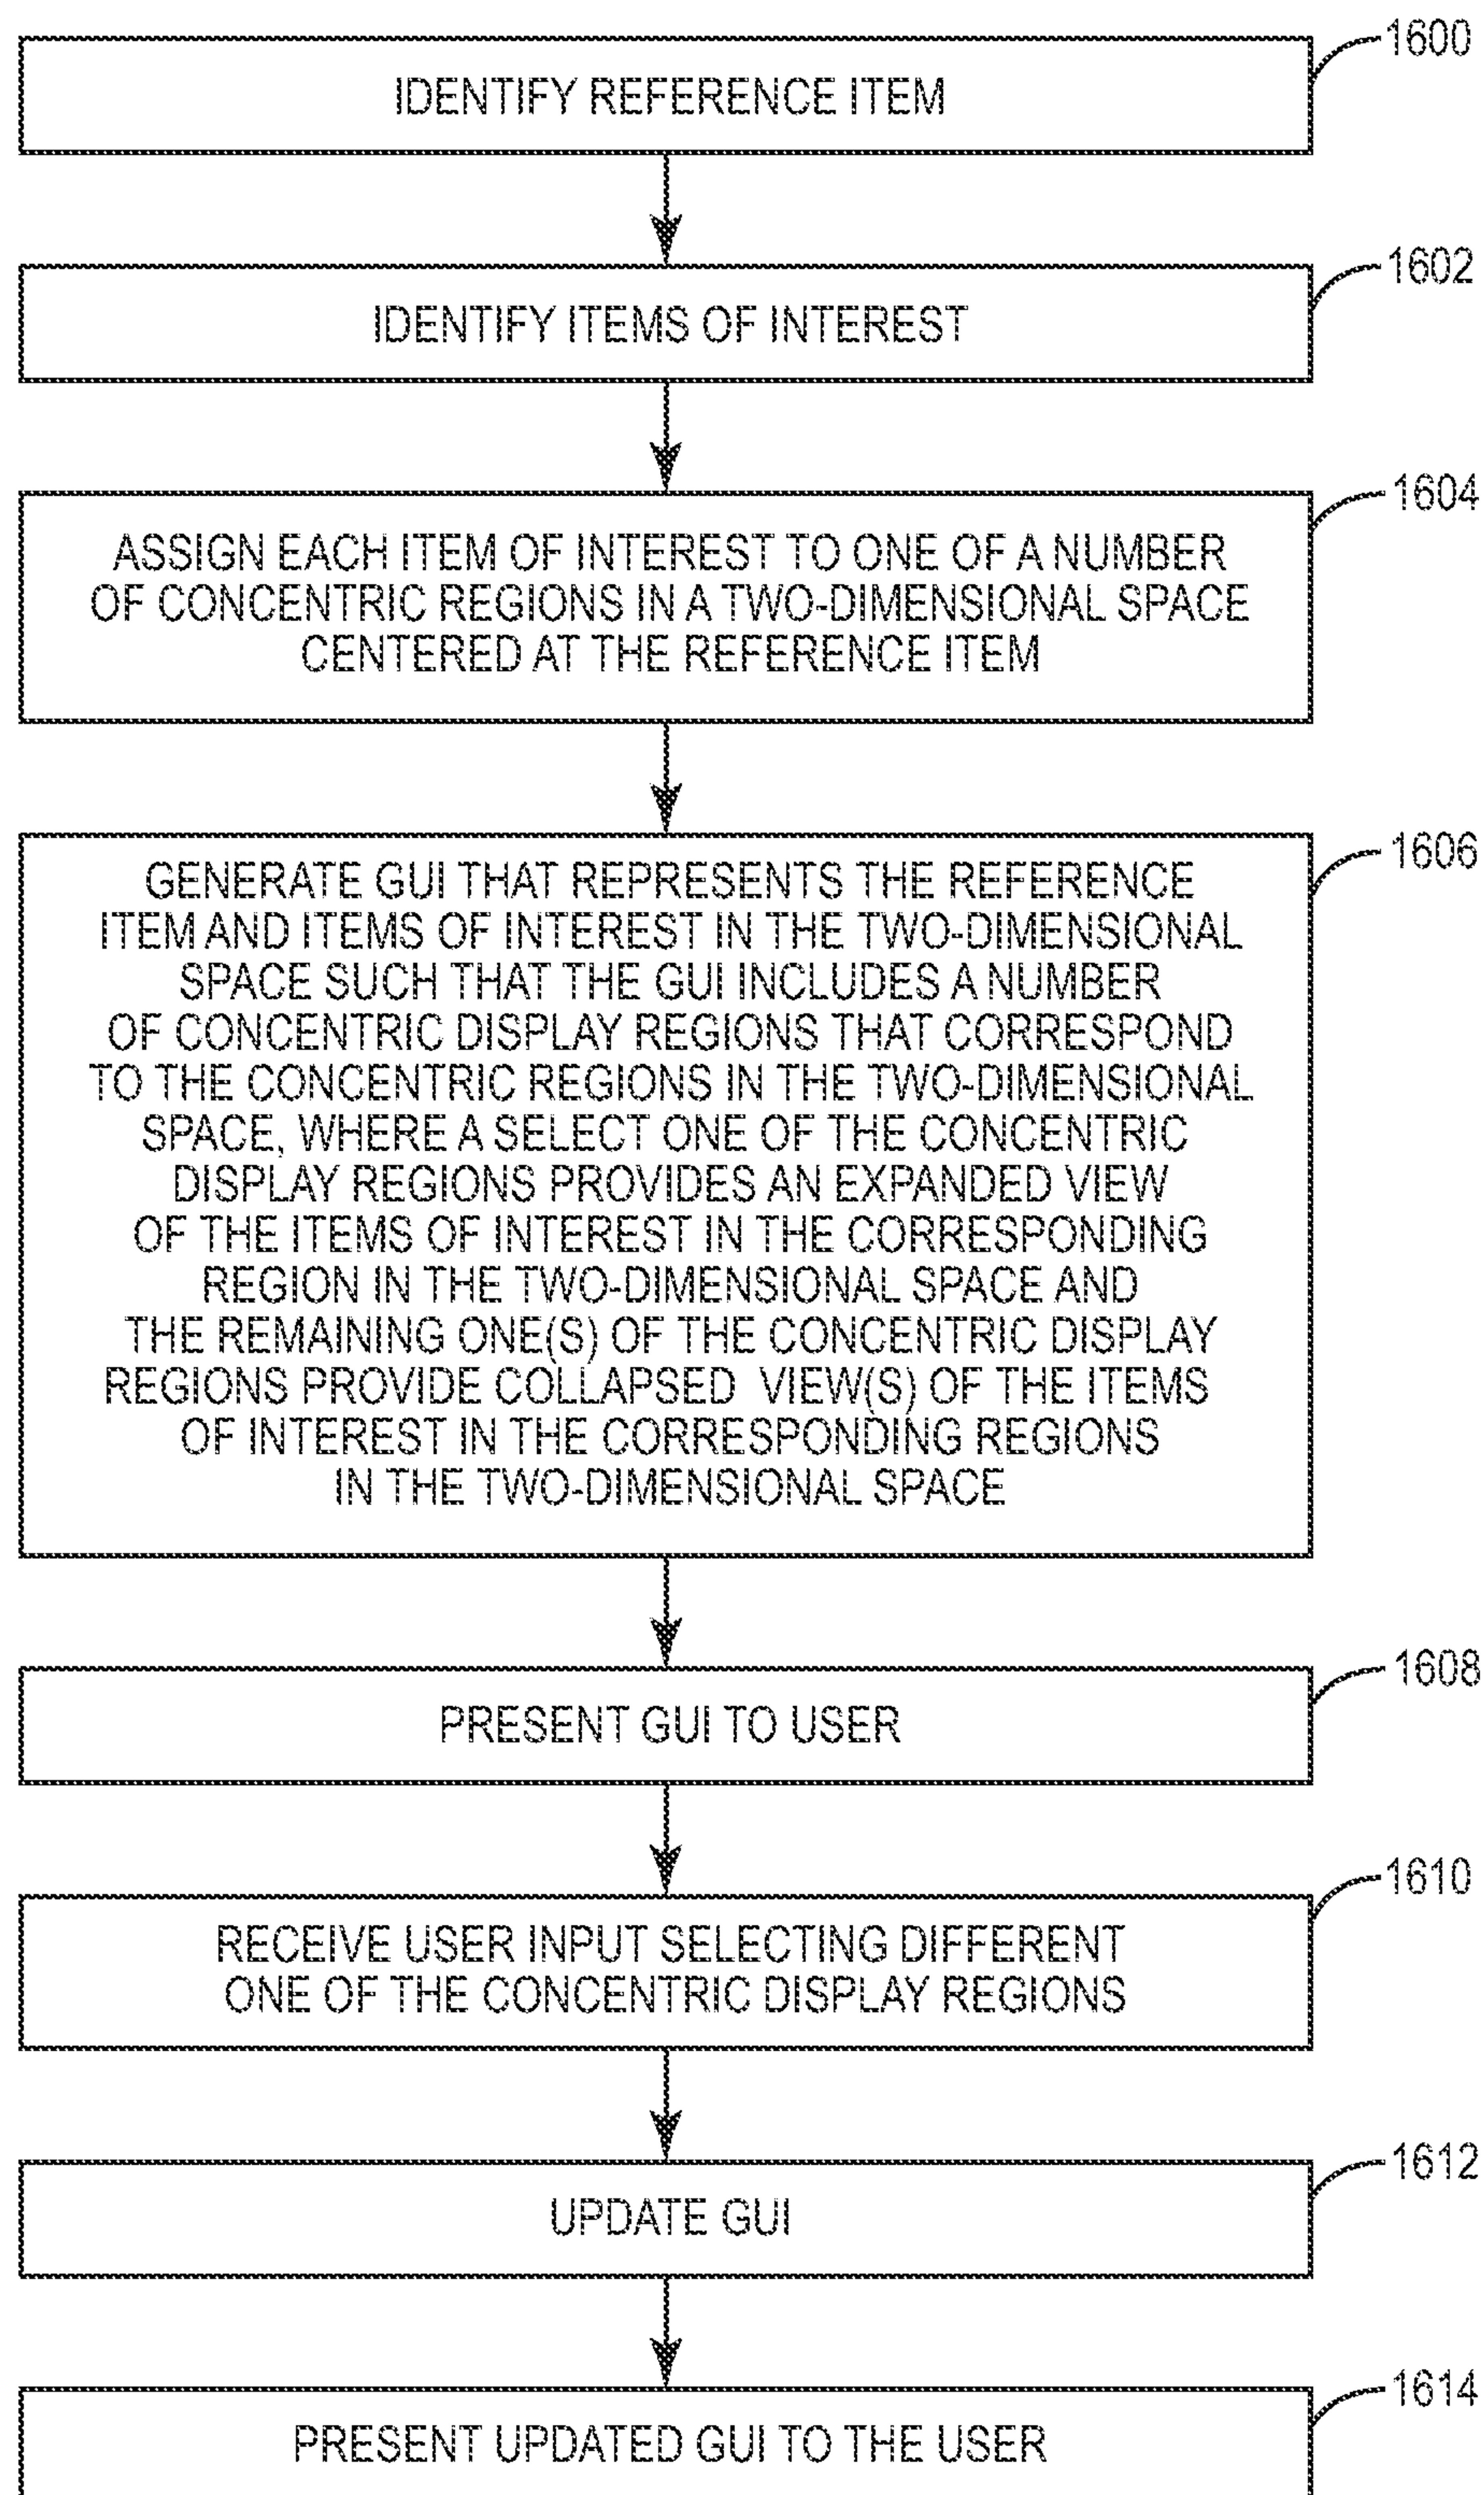 1600
IDENTIFY REFERENCE ITEM
1602
IDENTIFY ITEMS OF INTEREST
1604
ASSIGN EACH ITEM OF INTEREST TO ONE OF A NUMBER
OF CONCENTRIC REGIONS IN A TWO-DIMENSIONAL SPACE
CENTERED AT THE REFERENCE ITEM
1606
GENERATE GUI THAT REPRESENTS THE REFERENCE
ITEM AND ITEMS OF INTEREST IN THE TWO-DIMENSIONAL
SPACE SUCH THAT THE GUI INCLUDES A NUMBER
OF CONCENTRIC DISPLAY REGIONS THAT CORRESPOND
TO THE CONCENTRIC REGIONS IN THE TWO-DIMENSIONAL
SPACE, WHERE A SELECT ONE OF THE CONCENTRIC
DISPLAY REGIONS PROVIDES AN EXPANDED VIEW
OF THE ITEMS OF INTEREST IN THE CORRESPONDING
REGION IN THE TWO-DIMENSIONAL SPACE AND
THE REMAINING ONE(S) OF THE CONCENTRIC DISPLAY
REGIONS PROVIDE COLLAPSED VIEW(S) OF THE ITEMS
OF INTEREST IN THE CORRESPONDING REGIONS
IN THE TWO-DIMENSIONAL SPACE
1608
PRESENT GUI TO USER
1610
RECEIVE USER INPUT SELECTING DIFFERENT
ONE OF THE CONCENTRIC DISPLAY REGIONS
1612
UPDATE GUI
1614
PRESENT UPDATED GUI TO THE USER